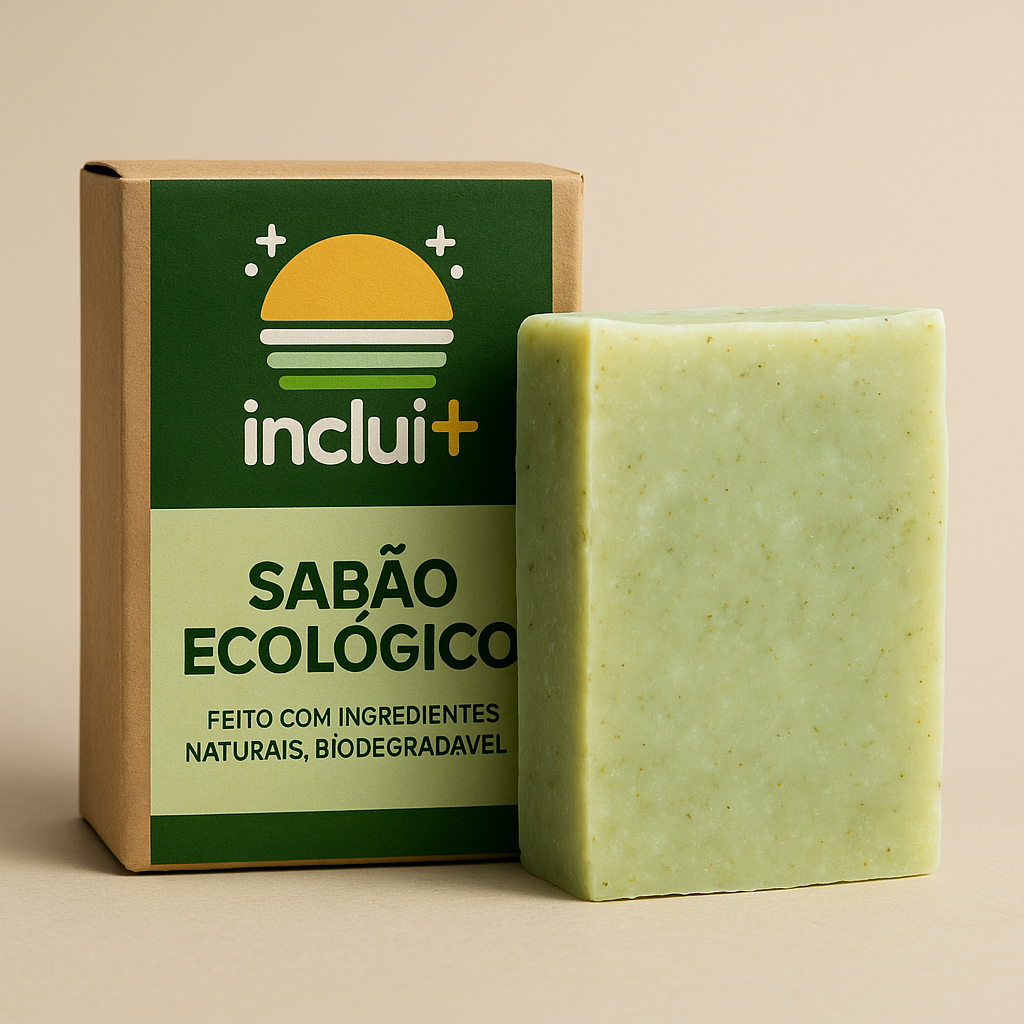 inclui+
SABÃO
ECOLÓGICO
FEITO COM INGREDIENTES
NATURAIS, BIODEGRADAVEL